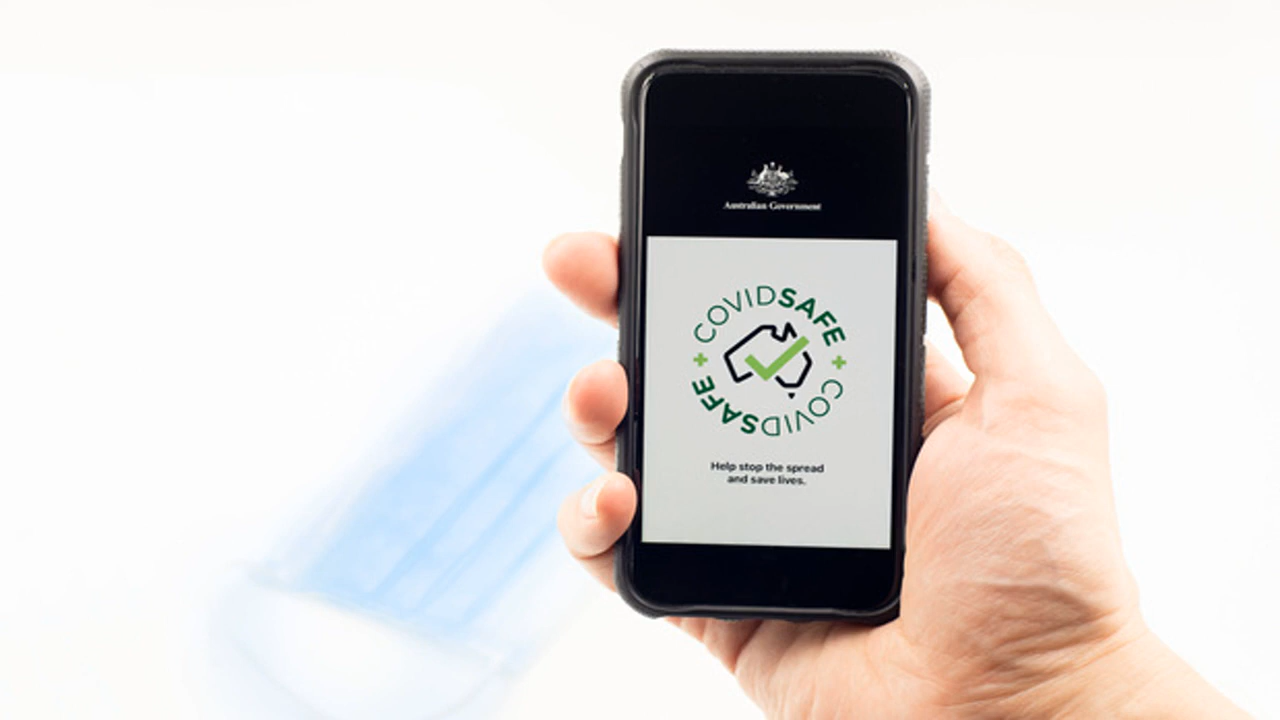 Australian Government
COVIDSAFE
COVIDSAFE
Help stop the spread
and save lives.